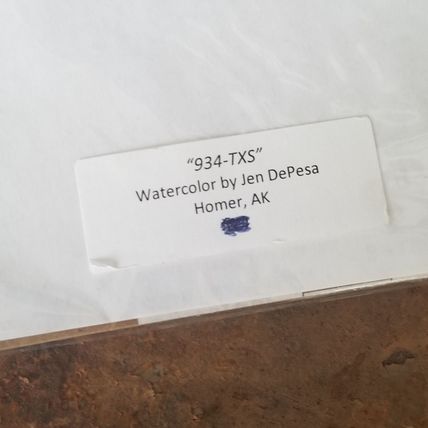 “934-TXS”
Watercolor by Jen DePesa
Homer, AK